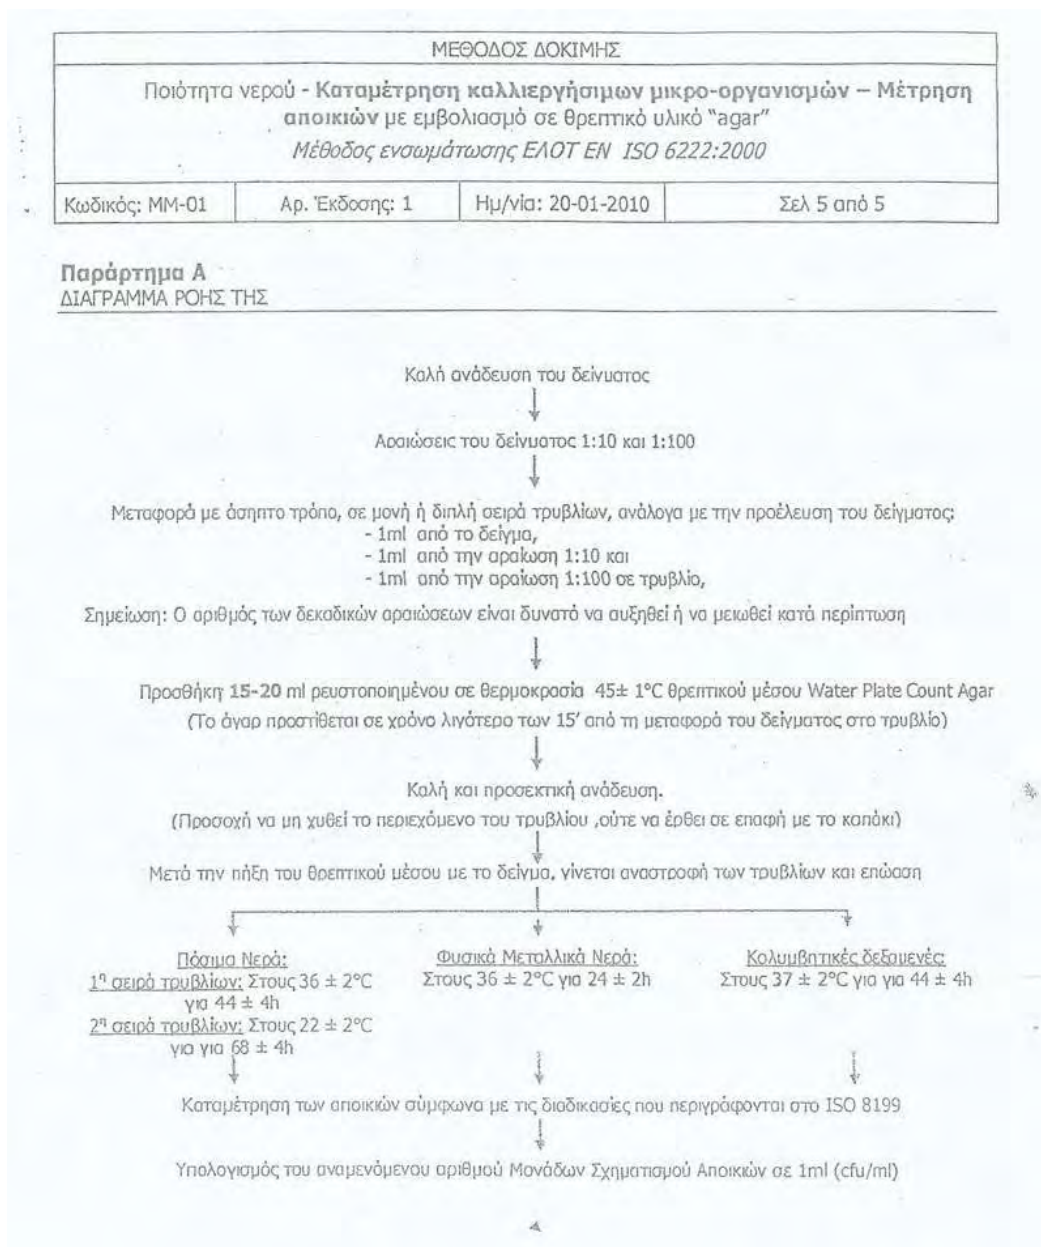 ΜΕΘΟΔΟΣ ΔΟΚΙΜΗΣ
Ποιότητα νερού - Καταμέτρηση καλλιεργήσιμων μικρο-οργανισμών – Μέτρηση
αποικιών με εμβολιασμό σε θρεπτικό υλικό “agar”
Μέθοδος ενσωμάτωσης ΕΛΟΤ EN ISO 6222:2000
Κωδικός: ΜΜ-01
Αρ. Έκδοσης: 1
Ημ/νία: 20-01-2010
Σελ 5 από 5
Παράρτημα Α
ΔΙΑΓΡΑΜΜΑ ΡΟΗΣ ΤΗΣ
Καλή ανάδευση του δείγματος
Αραιώσεις του δείγματος 1:10 και 1:100
Μεταφορά με άσηπτο τρόπο, σε μονή ή διπλή σειρά τρυβλίων, ανάλογα με την προέλευση του δείγματος:
- 1ml από το δείγμα,
- 1ml από την αραίωση 1:10 και
- 1ml από την αραίωση 1:100 σε τρυβλίο,
Σημείωση: Ο αριθμός των δεκαδικών αραιώσεων είναι δυνατό να αυξηθεί ή να μειωθεί κατά περίπτωση
Προσθήκη 15-20 ml ρευστοποιημένου σε θερμοκρασία 45± 1°C θρεπτικού μέσου Water Plate Count Agar
(Το άγαρ προστίθεται σε χρόνο λιγότερο των 15’ από τη μεταφορά του δείγματος στο τρυβλίο)
Καλή και προσεκτική ανάδευση.
(Προσοχή να μη χυθεί το περιεχόμενο του τρυβλίου ,ούτε να έρθει σε επαφή με το καπάκι)
Μετά την πήξη του θρεπτικού μέσου με το δείγμα, γίνεται αναστροφή των τρυβλίων και επώαση
Πόσιμα Νερά:
1η σειρά τρυβλίων: Στους 36 ± 2°C
για 44 ± 4h
2η σειρά τρυβλίων: Στους 22 ± 2°C
για για 68 ± 4h
Φυσικά Μεταλλικά Νερά:
Στους 36 ± 2°C για 24 ± 2h
Κολυμβητικές δεξαμενές:
Στους 37 ± 2°C για για 44 ± 4h
Καταμέτρηση των αποικιών σύμφωνα με τις διαδικασίες που περιγράφονται στο ISO 8199
Υπολογισμός του αναμενόμενου αριθμού Μονάδων Σχηματισμού Αποικιών σε 1ml (cfu/ml)